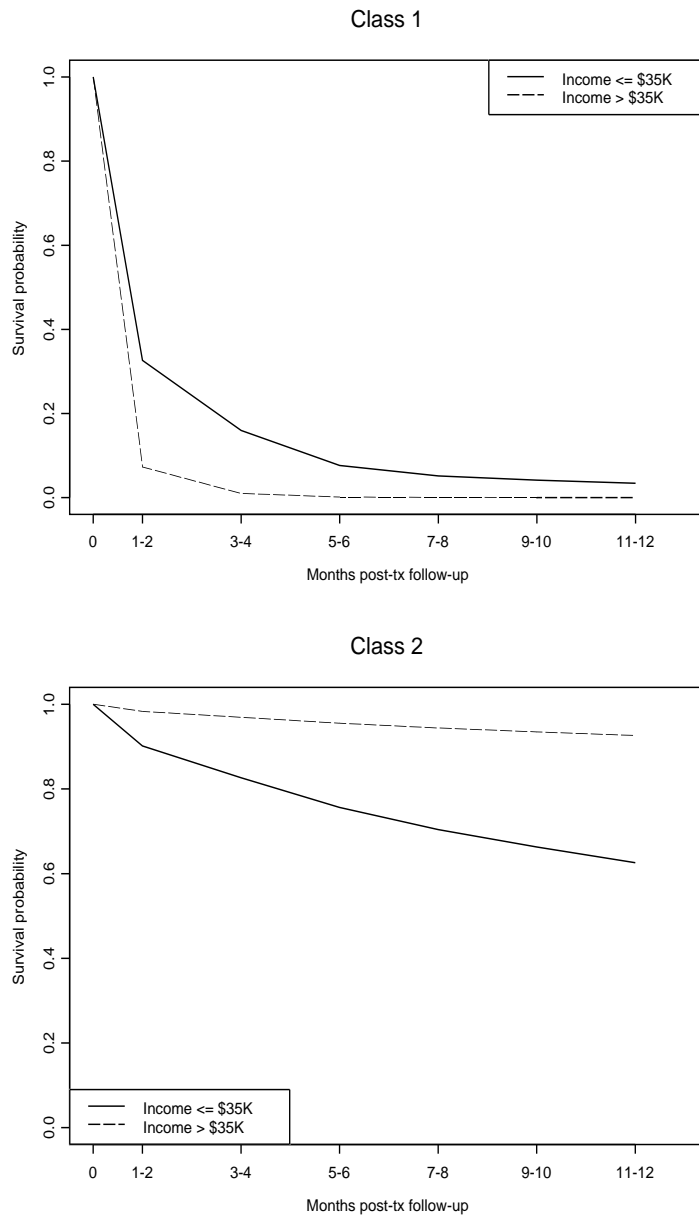 Class 1
Income <= $35K
Income > $35K
Survival probability
1.0
0.8
0.6
0.4
0.2
0.0
0 1-2 3-4 5-6 7-8 9-10 11-12
Months post-tx follow-up
Class 2
Survival probability
1.0
0.8
0.6
0.4
0.2
0.0
Income <= $35K
Income > $35K
0 1-2 3-4 5-6 7-8 9-10 11-12
Months post-tx follow-up